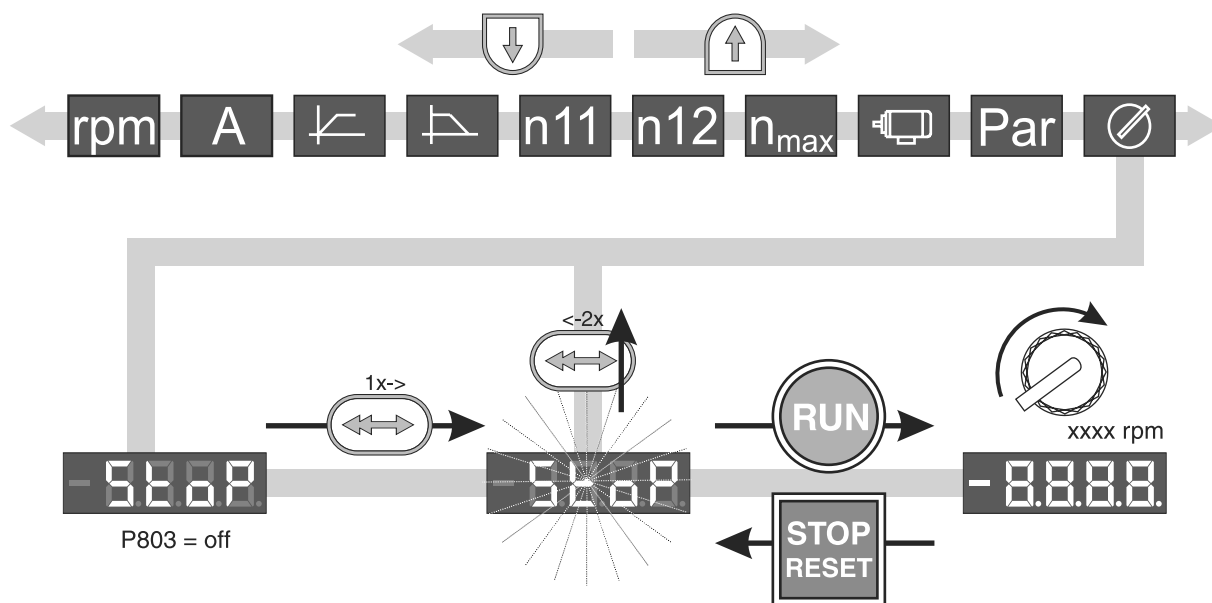 rpm A n11 n12 nmax Par
<-2x
1x->
RUN
xxxx rpm
StoP StoP - 8.8.8.8.
P803 = off
STOP
RESET